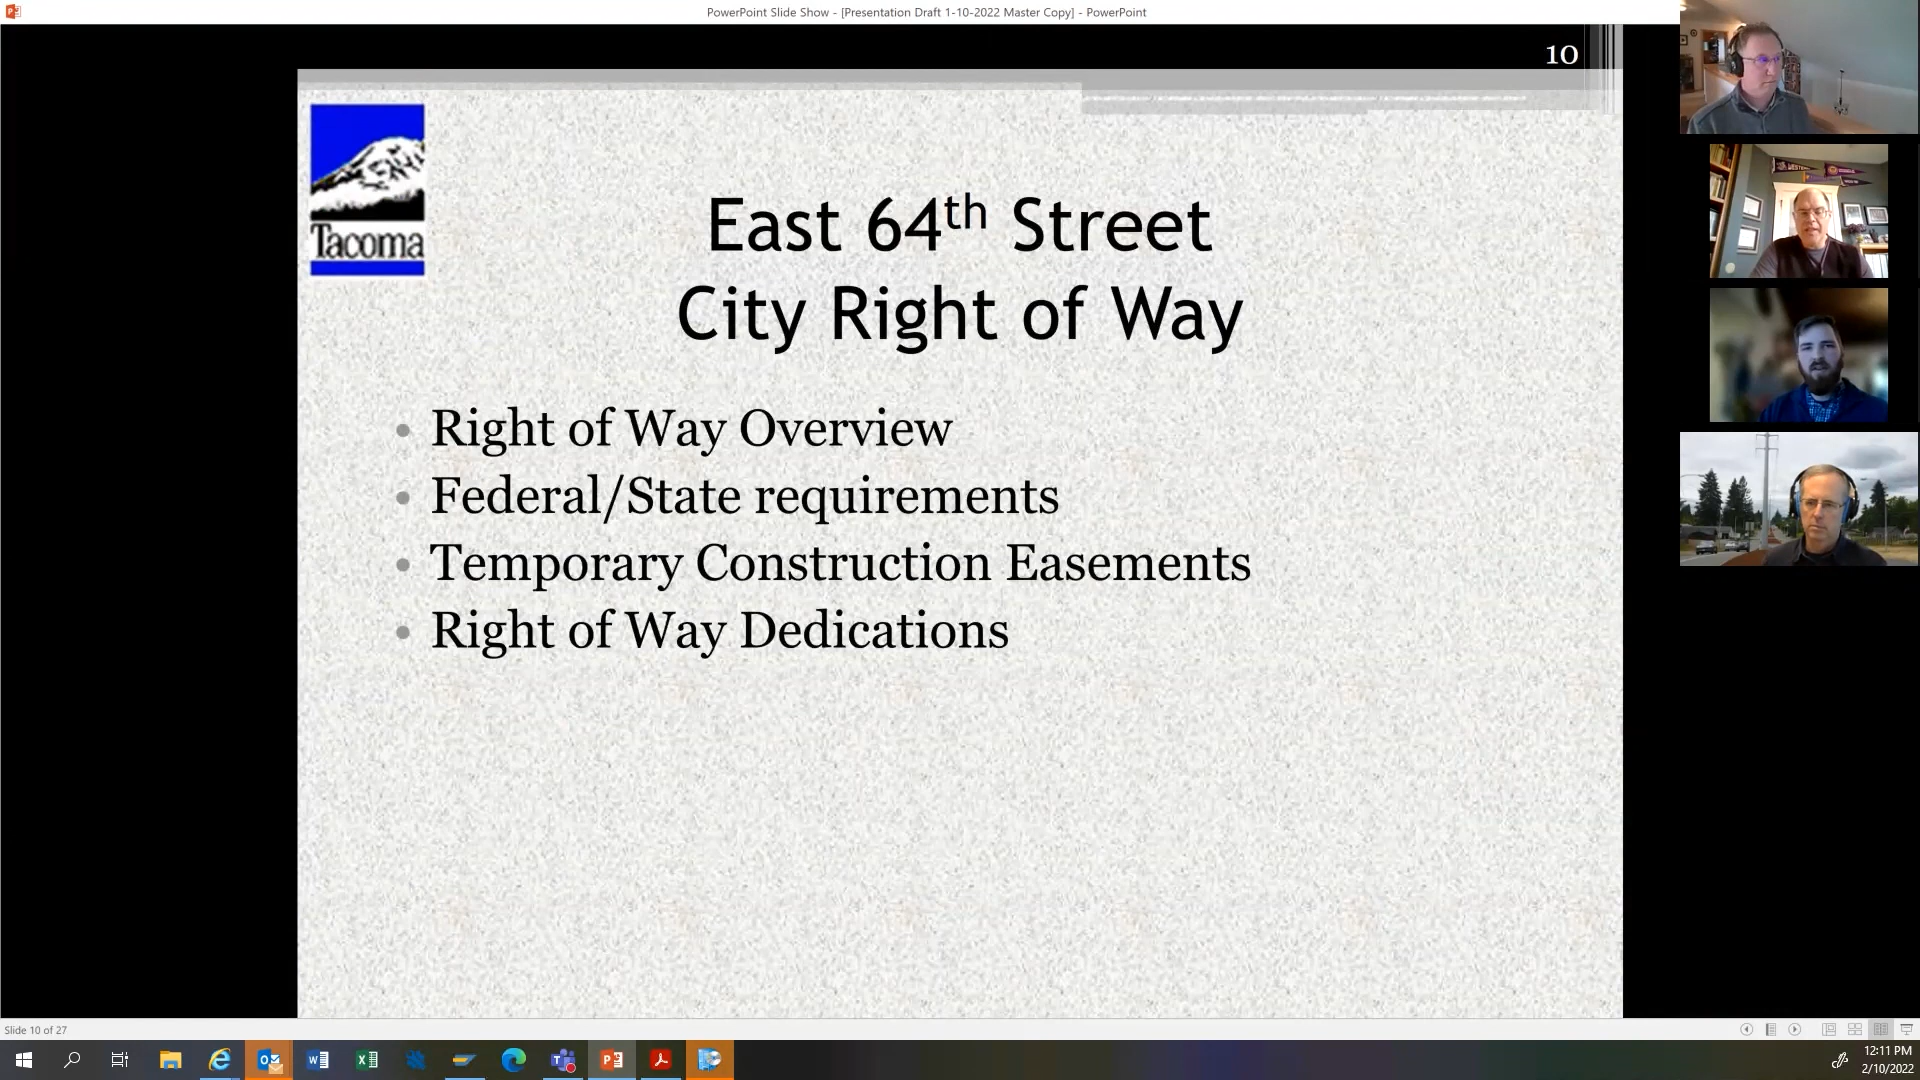 PowerPoint Slide Show - [Presentation Draft 1-10-2022 Master Copy] - PowerPoint
10
Tacoma
East 64th Street
City Right of Way
• Right of Way Overview
• Federal/State requirements
• Temporary Construction Easements
• Right of Way Dedications
Slide 10 of 27
12:11 PM
2/10/2022